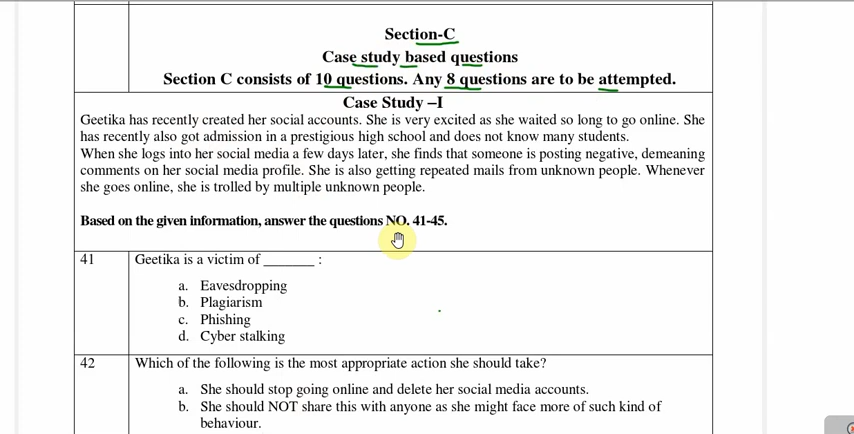 Section-C
Case study based questions
Section C consists of 10 questions. Any 8 questions are to be attempted.
Case Study –I
Geetika has recently created her social accounts. She is very excited as she waited so long to go online. She
has recently also got admission in a prestigious high school and does not know many students.
When she logs into her social media a few days later, she finds that someone is posting negative, demeaning
comments on her social media profile. She is also getting repeated mails from unknown people. Whenever
she goes online, she is trolled by multiple unknown people.
Based on the given information, answer the questions NO. 41-45.
41 Geetika is a victim of _______ :
a. Eavesdropping
b. Plagiarism
c. Phishing
d. Cyber stalking
42 Which of the following is the most appropriate action she should take?
a. She should stop going online and delete her social media accounts.
b. She should NOT share this with anyone as she might face more of such kind of
behaviour.